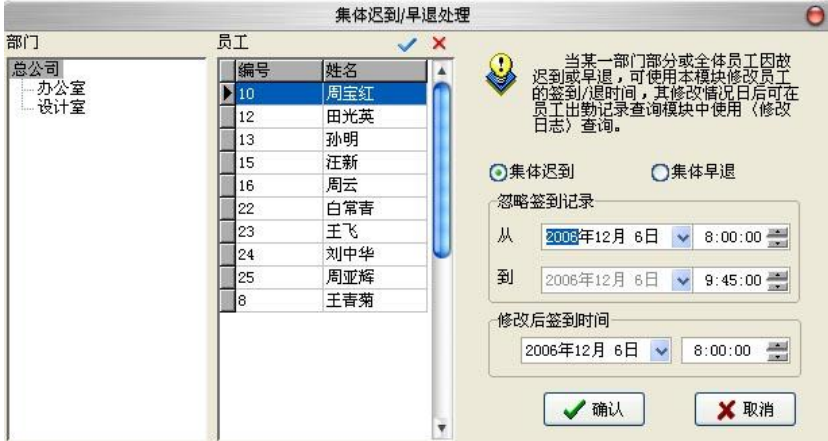 集体迟到/早退处理
部门
总公司
办公室
设计室
员工
编号 姓名
10 周宝红
12 田光英
13 孙明
15 汪新
16 周云
22 白常青
23 王飞
24 刘中华
25 周亚辉
8 王青菊
当某一部门部分或全体员工因故
迟到或早退，可使用本模块修改员工
的签到/退时间，其修改情况日后可在
员工出勤记录查询模块中使用〈修改
日志〉查询。
集体迟到 集体早退
忽略签到记录
从 2006年12月 6日 8:00:00
到 2006年12月 6日 9:45:00
修改后签到时间
2006年12月 6日 8:00:00
确认 取消